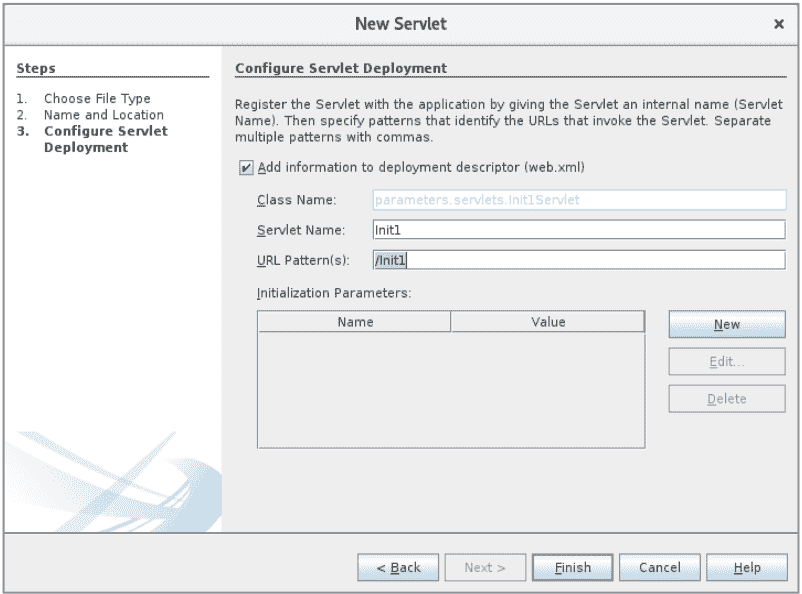 New Servlet
×
Steps
1. Choose File Type
2. Name and Location
3. Configure Servlet
Deployment
Configure Servlet Deployment
Register the Servlet with the application by giving the Servlet an internal name (Servlet
Name). Then specify patterns that identify the URLs that invoke the Servlet. Separate
multiple patterns with commas.
Add information to deployment descriptor (web.xml)
Class Name: parameters.servlets.Init1Servlet
Servlet Name: Init1
URL Pattern(s): /Init1
Initialization Parameters:
Name Value
New
Edit...
Delete
< Back Next > Finish Cancel Help